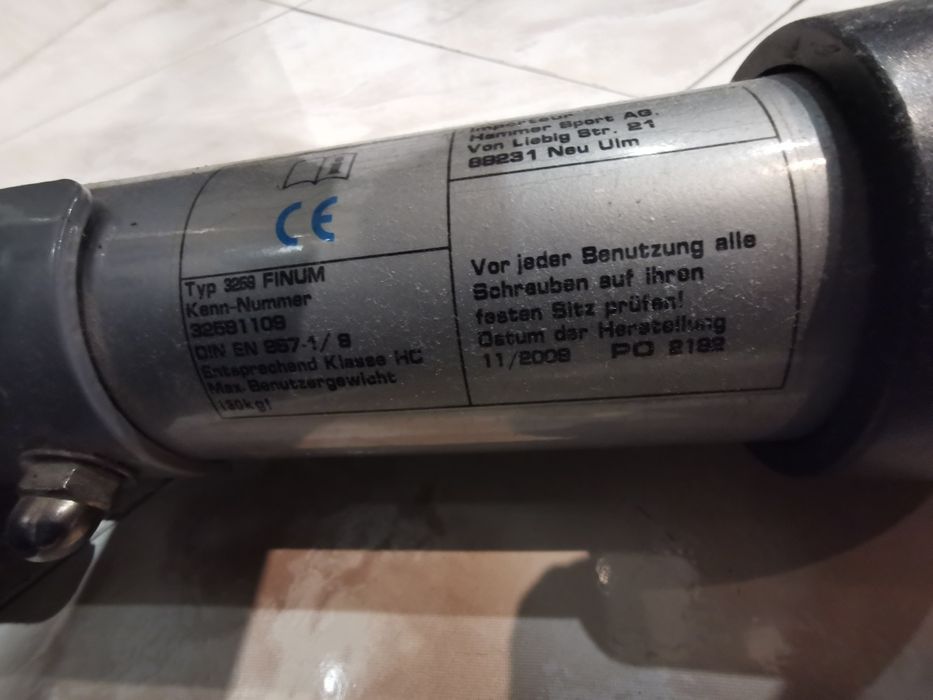 CE
Typ 3259 FINUM
Kenn-Nummer
32591109
DIN EN 957-1/ 9
Entsprechend Klasse HC
Max. Benutzergewicht
130kg!
Importeur
Hammer Sport AG.
Von Liebig Str. 21
89231 Neu Ulm
Vor jeder Benutzung alle
Schrauben auf ihren
festen Sitz prüfen!
Datum der Herstellung
11/2009 PO 2192